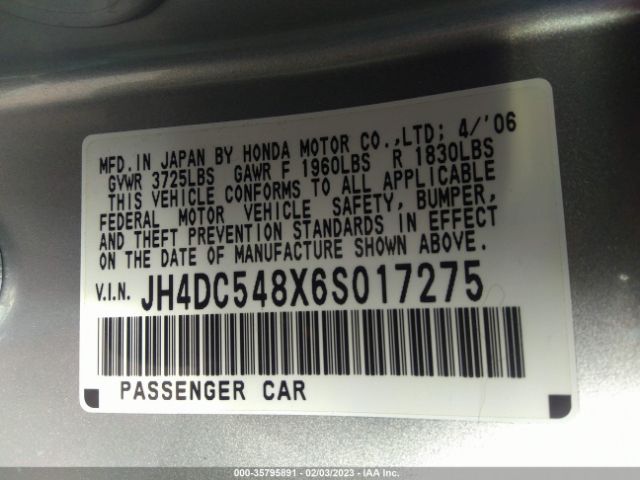 MFD. IN JAPAN BY HONDA MOTOR CO.,LTD; 4/'06
GVWR 3725LBS GAWR F 1960LBS R 1830LBS
THIS VEHICLE CONFORMS TO ALL APPLICABLE
FEDERAL MOTOR VEHICLE SAFETY, BUMPER,
AND THEFT PREVENTION STANDARDS IN EFFECT
ON THE DATE OF MANUFACTURE SHOWN ABOVE.
V.I.N. JH4DC548X6S017275
PASSENGER CAR
000-35795891 - 02/03/2023 - IAA Inc.